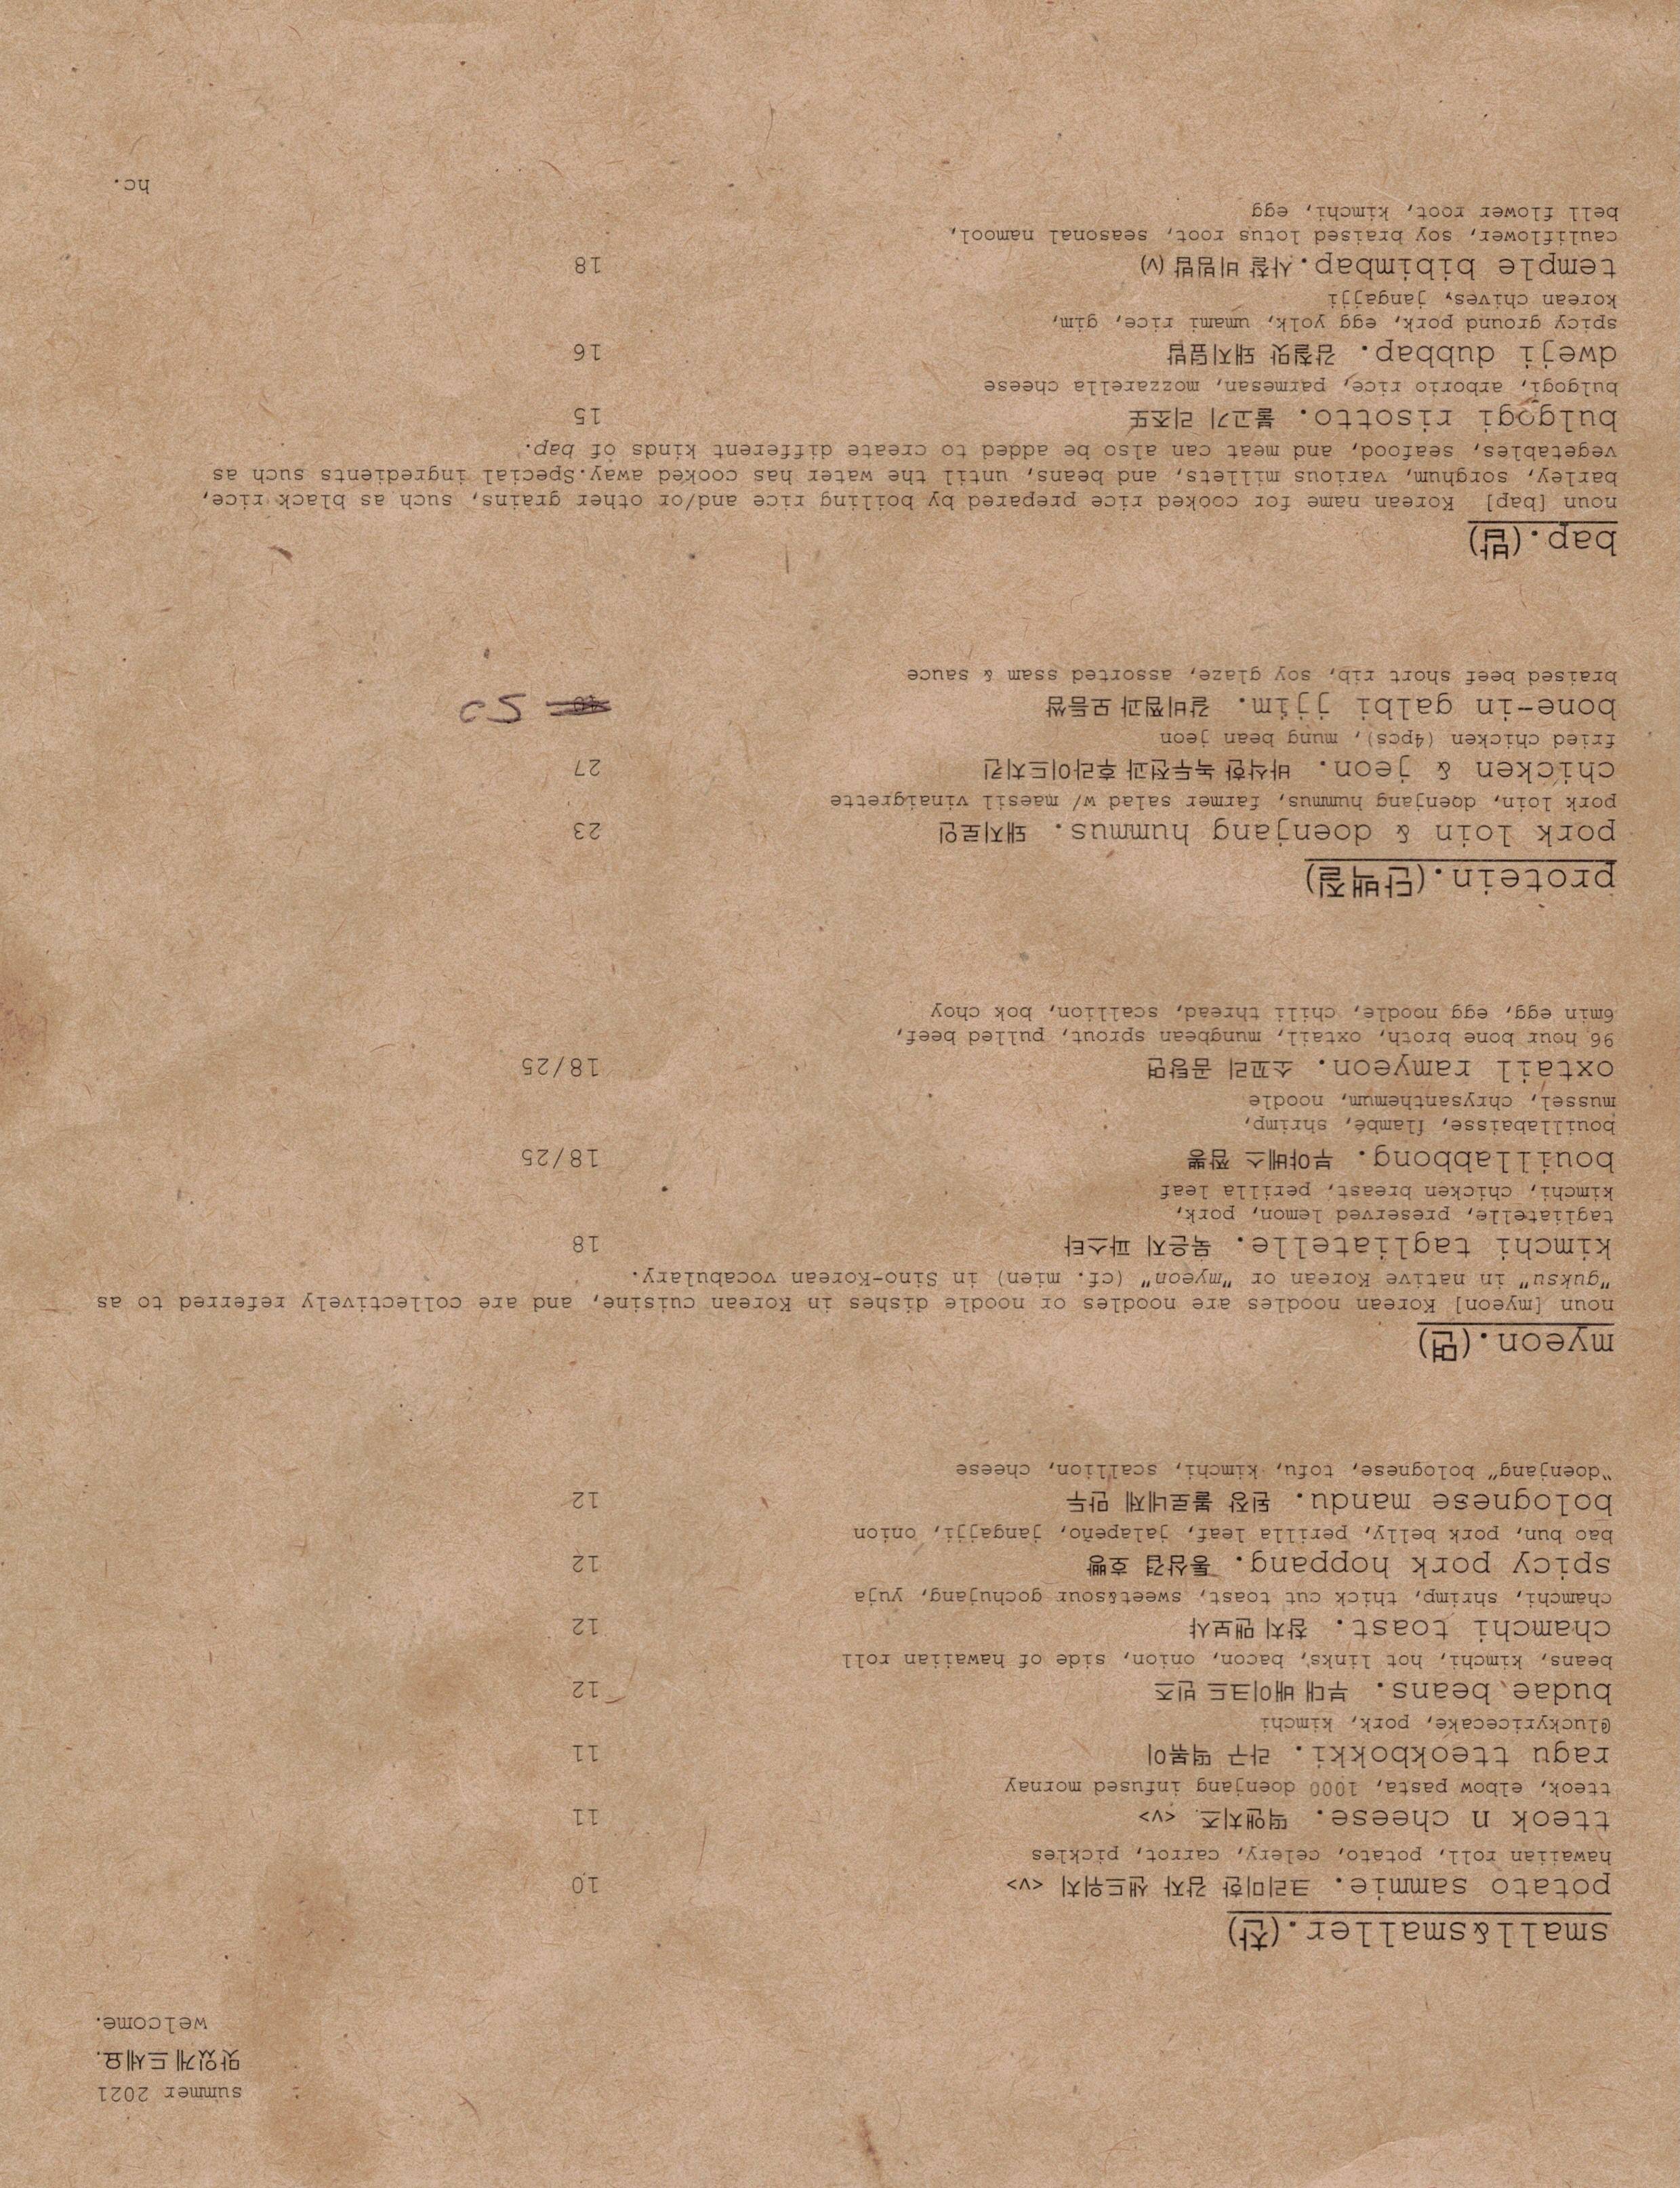 summer 2021
맛있게 드세요.
welcome.
small&smaller.(찬)
potato sammie. 크리미한 감자 샌드위치 <v> 10
hawaiian roll, potato, celery, carrot, pickles
tteok n cheese. 떡앤치즈. <v> 11
tteok, elbow pasta, 1000 doenjang infused mornay
ragu tteokbokki. 라구 떡볶이 11
@luckyricecake, pork, kimchi
budae beans. 부대 배이크드 빈즈 12
beans, kimchi, hot links, bacon, onion, side of hawaiian roll
chamchi toast. 참치 맨보샤 12
chamchi, shrimp, thick cut toast, sweet&sour gochujang, yuja
spicy pork hoppang. 통삼겹 호빵 12
bao bun, pork belly, perilla leaf, jalapeño, jangajji, onion
bolognese mandu. 된장 볼로네제 만두 12
"doenjang" bolognese, tofu, kimchi, scallion, cheese
myeon.(면)
noun [myeon] Korean noodles are noodles or noodle dishes in Korean cuisine, and are collectively referred to as
"guksu" in native Korean or "myeon" (cf. mien) in Sino-Korean vocabulary.
kimchi tagliatelle. 묵은지 파스타 18
tagliatelle, preserved lemon, pork,
kimchi, chicken breast, perilla leaf
bouillabbong. 부야베스 짬뽕 18/25
bouillabaisse, flambé, shrimp,
mussel, chrysanthemum, noodle
oxtail ramyeon. 소꼬리 곰탕면 18/25
96 hour bone broth, oxtail, mungbean sprout, pulled beef,
6min egg, egg noodle, chili thread, scallion, bok choy
protein.(단백질)
pork loin & doenjang hummus. 돼지로인 23
pork loin, doenjang hummus, farmer salad w/ maesil vinaigrette
chicken & jeon. 바삭한 녹두전과 후라이드치킨 27
fried chicken (4pcs), mung bean jeon
bone-in galbi jjim. 갈비찜과 모듬쌈 50
braised beef short rib, soy glaze, assorted ssam & sauce
bap.(밥)
noun [bap] Korean name for cooked rice prepared by boiling rice and/or other grains, such as black rice,
barley, sorghum, various millets, and beans, until the water has cooked away.Special ingredients such as
vegetables, seafood, and meat can also be added to create different kinds of bap.
bulgogi risotto. 불고기 리조또 15
bulgogi, arborio rice, parmesan, mozzarella cheese
dweji dubbap. 감칠맛 돼지덮밥 16
spicy ground pork, egg yolk, umami rice, gim,
korean chives, jangajji
temple bibimbap.사찰 비빔밥 (v) 18
cauliflower, soy braised lotus root, seasonal namool,
bell flower root, kimchi, egg
hc.